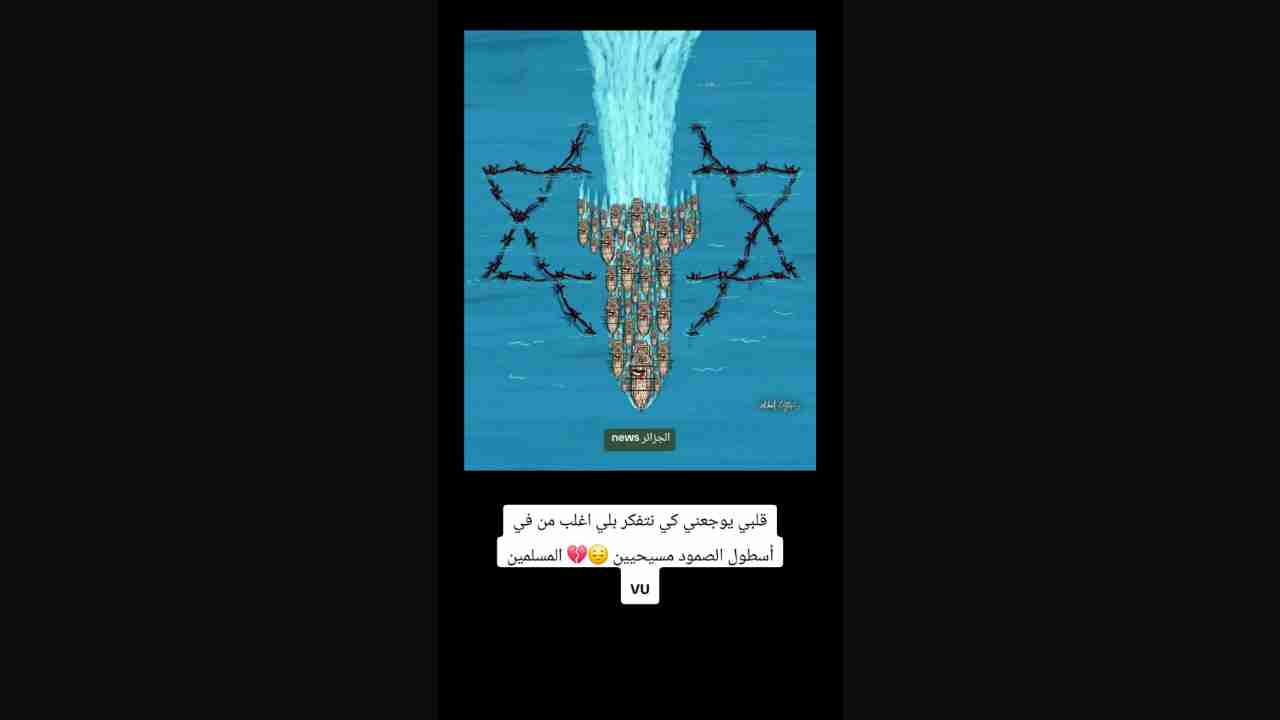 الجزائر news
قلبي يوجعني كي نتفكر بلي اغلب من في
أسطول الصمود مسيحيين 😑💔 المسلمين
VU